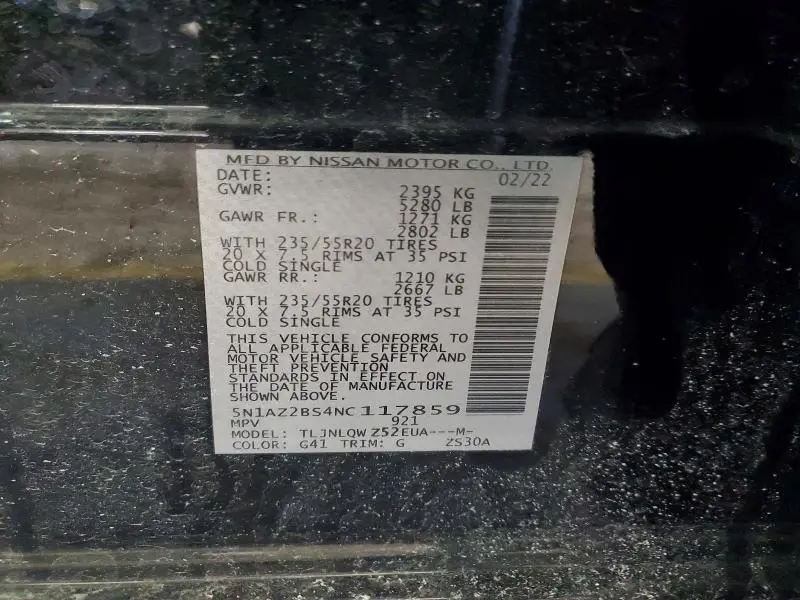 MFD BY NISSAN MOTOR CO., LTD.
DATE: 02/22
GVWR: 2395 KG
5280 LB
GAWR FR.: 1271 KG
2802 LB
WITH 235/55R20 TIRES
20 X 7.5 RIMS AT 35 PSI
COLD SINGLE
GAWR RR.: 1210 KG
2667 LB
WITH 235/55R20 TIRES
20 X 7.5 RIMS AT 35 PSI
COLD SINGLE
THIS VEHICLE CONFORMS TO
ALL APPLICABLE FEDERAL
MOTOR VEHICLE SAFETY AND
THEFT PREVENTION
STANDARDS IN EFFECT ON
THE DATE OF MANUFACTURE
SHOWN ABOVE.
5N1AZ2BS4NC117859
MPV 921
MODEL: TLJNLQWZ52EUA---M-
COLOR: G41 TRIM: G ZS30A